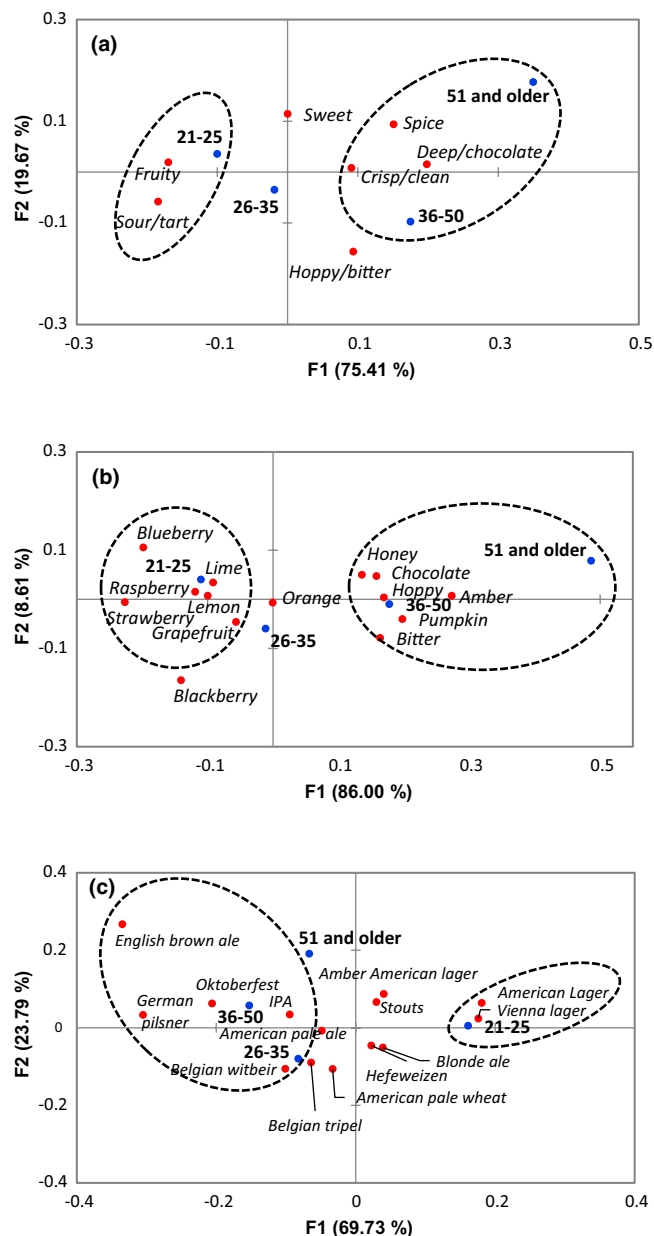 0.3
(a)
51 and older
21-25
Sweet
Spice
0.1
Deep/chocolate
Fruity
Crisp/clean
26-35
36-50
-0.1
Sour/tart
Hoppy/bitter
-0.3
-0.3
-0.1
0.1
0.3
0.5
F1 (75.41 %)
F2 (19.67 %)
0.3
(b)
Blueberry
51 and older
0.1
21-25
Lime
Honey
Chocolate
Raspberry
Hoppy
Orange
Amber
Strawberry
Lemon
36-50
Pumpkin
Grapefruit
26-35
Bitter
-0.1
Blackberry
-0.3
-0.3
-0.1
0.1
0.3
0.5
F1 (86.00 %)
F2 (8.61 %)
0.4
(c)
English brown ale
51 and older
0.2
Oktoberfest
Amber American lager
German
pilsner
IPA
Stouts
American Lager
Vienna lager
36-50
21-25
0
American pale ale
26-35
Blonde ale
Belgian witbeir
Hefeweizen
American pale wheat
Belgian tripel
-0.2
-0.4
-0.4
-0.2
0
0.2
0.4
F1 (69.73 %)
F2 (23.79 %)